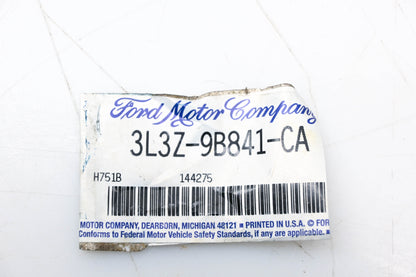 Ford Motor Company
3L3Z-9B841-CA
H751B 144275
MOTOR COMPANY, DEARBORN, MICHIGAN 48121 ■ PRINTED IN U.S.A. © FOR
Conforms to Federal Motor Vehicle Safety Standards, if any are applicable. ■